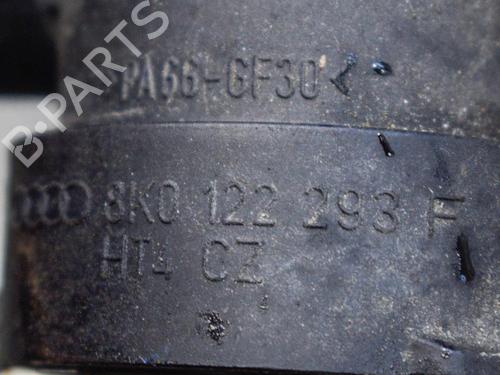 B-PARTS
PA66-GF30<
8K0 122 293 F
HT4 CZ